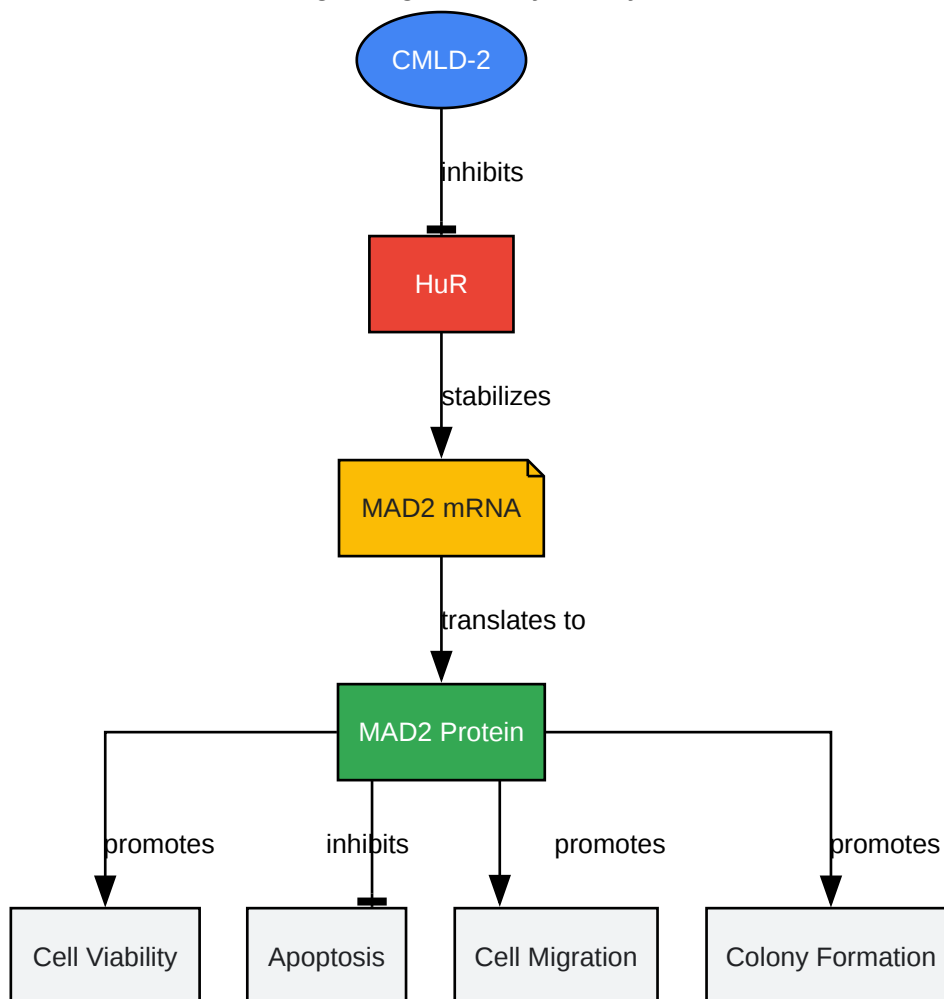 CMLD-2
inhibits
HuR
stabilizes
MAD2 mRNA
translates to
MAD2 Protein
promotes
inhibits
promotes
promotes
Cell Viability
Apoptosis
Cell Migration
Colony Formation